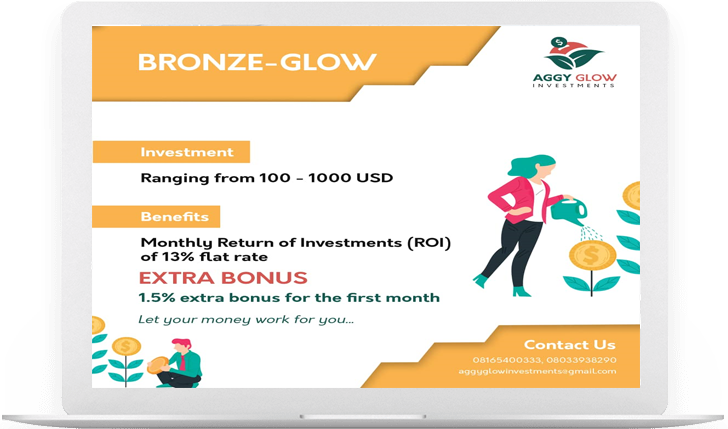 BRONZE-GLOW
$
AGGY GLOW
INVESTMENTS
Investment
Ranging from 100 - 1000 USD
Benefits
Monthly Return of Investments (ROI)
of 13% flat rate
EXTRA BONUS
1.5% extra bonus for the first month
Let your money work for you...
$
$
$
$
Contact Us
08165400333, 08033938290
aggyglowinvestments@gmail.com